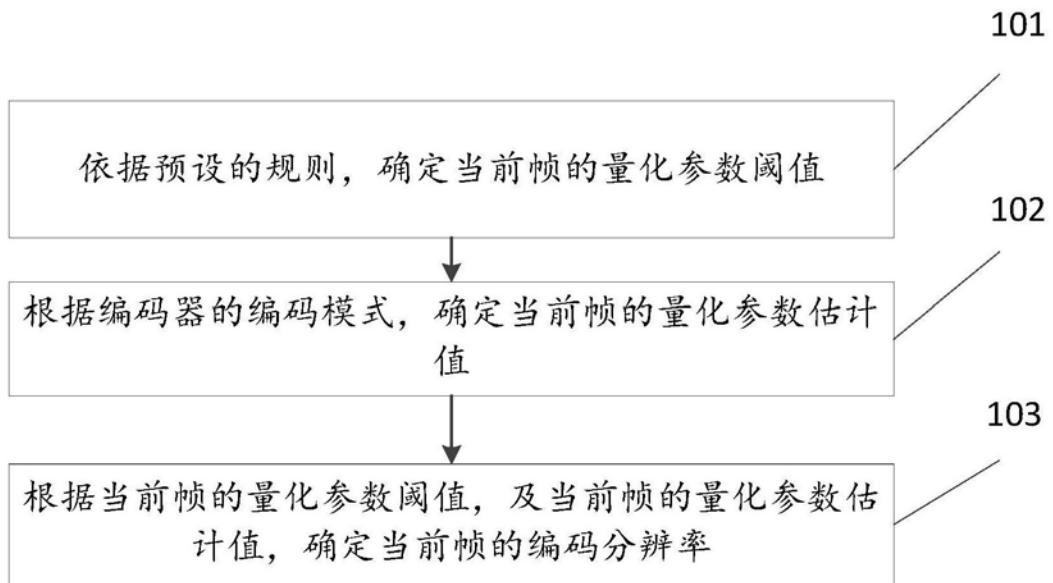 101
依据预设的规则，确定当前帧的量化参数阈值
102
根据编码器的编码模式，确定当前帧的量化参数估计
值
103
根据当前帧的量化参数阈值，及当前帧的量化参数估
计值，确定当前帧的编码分辨率